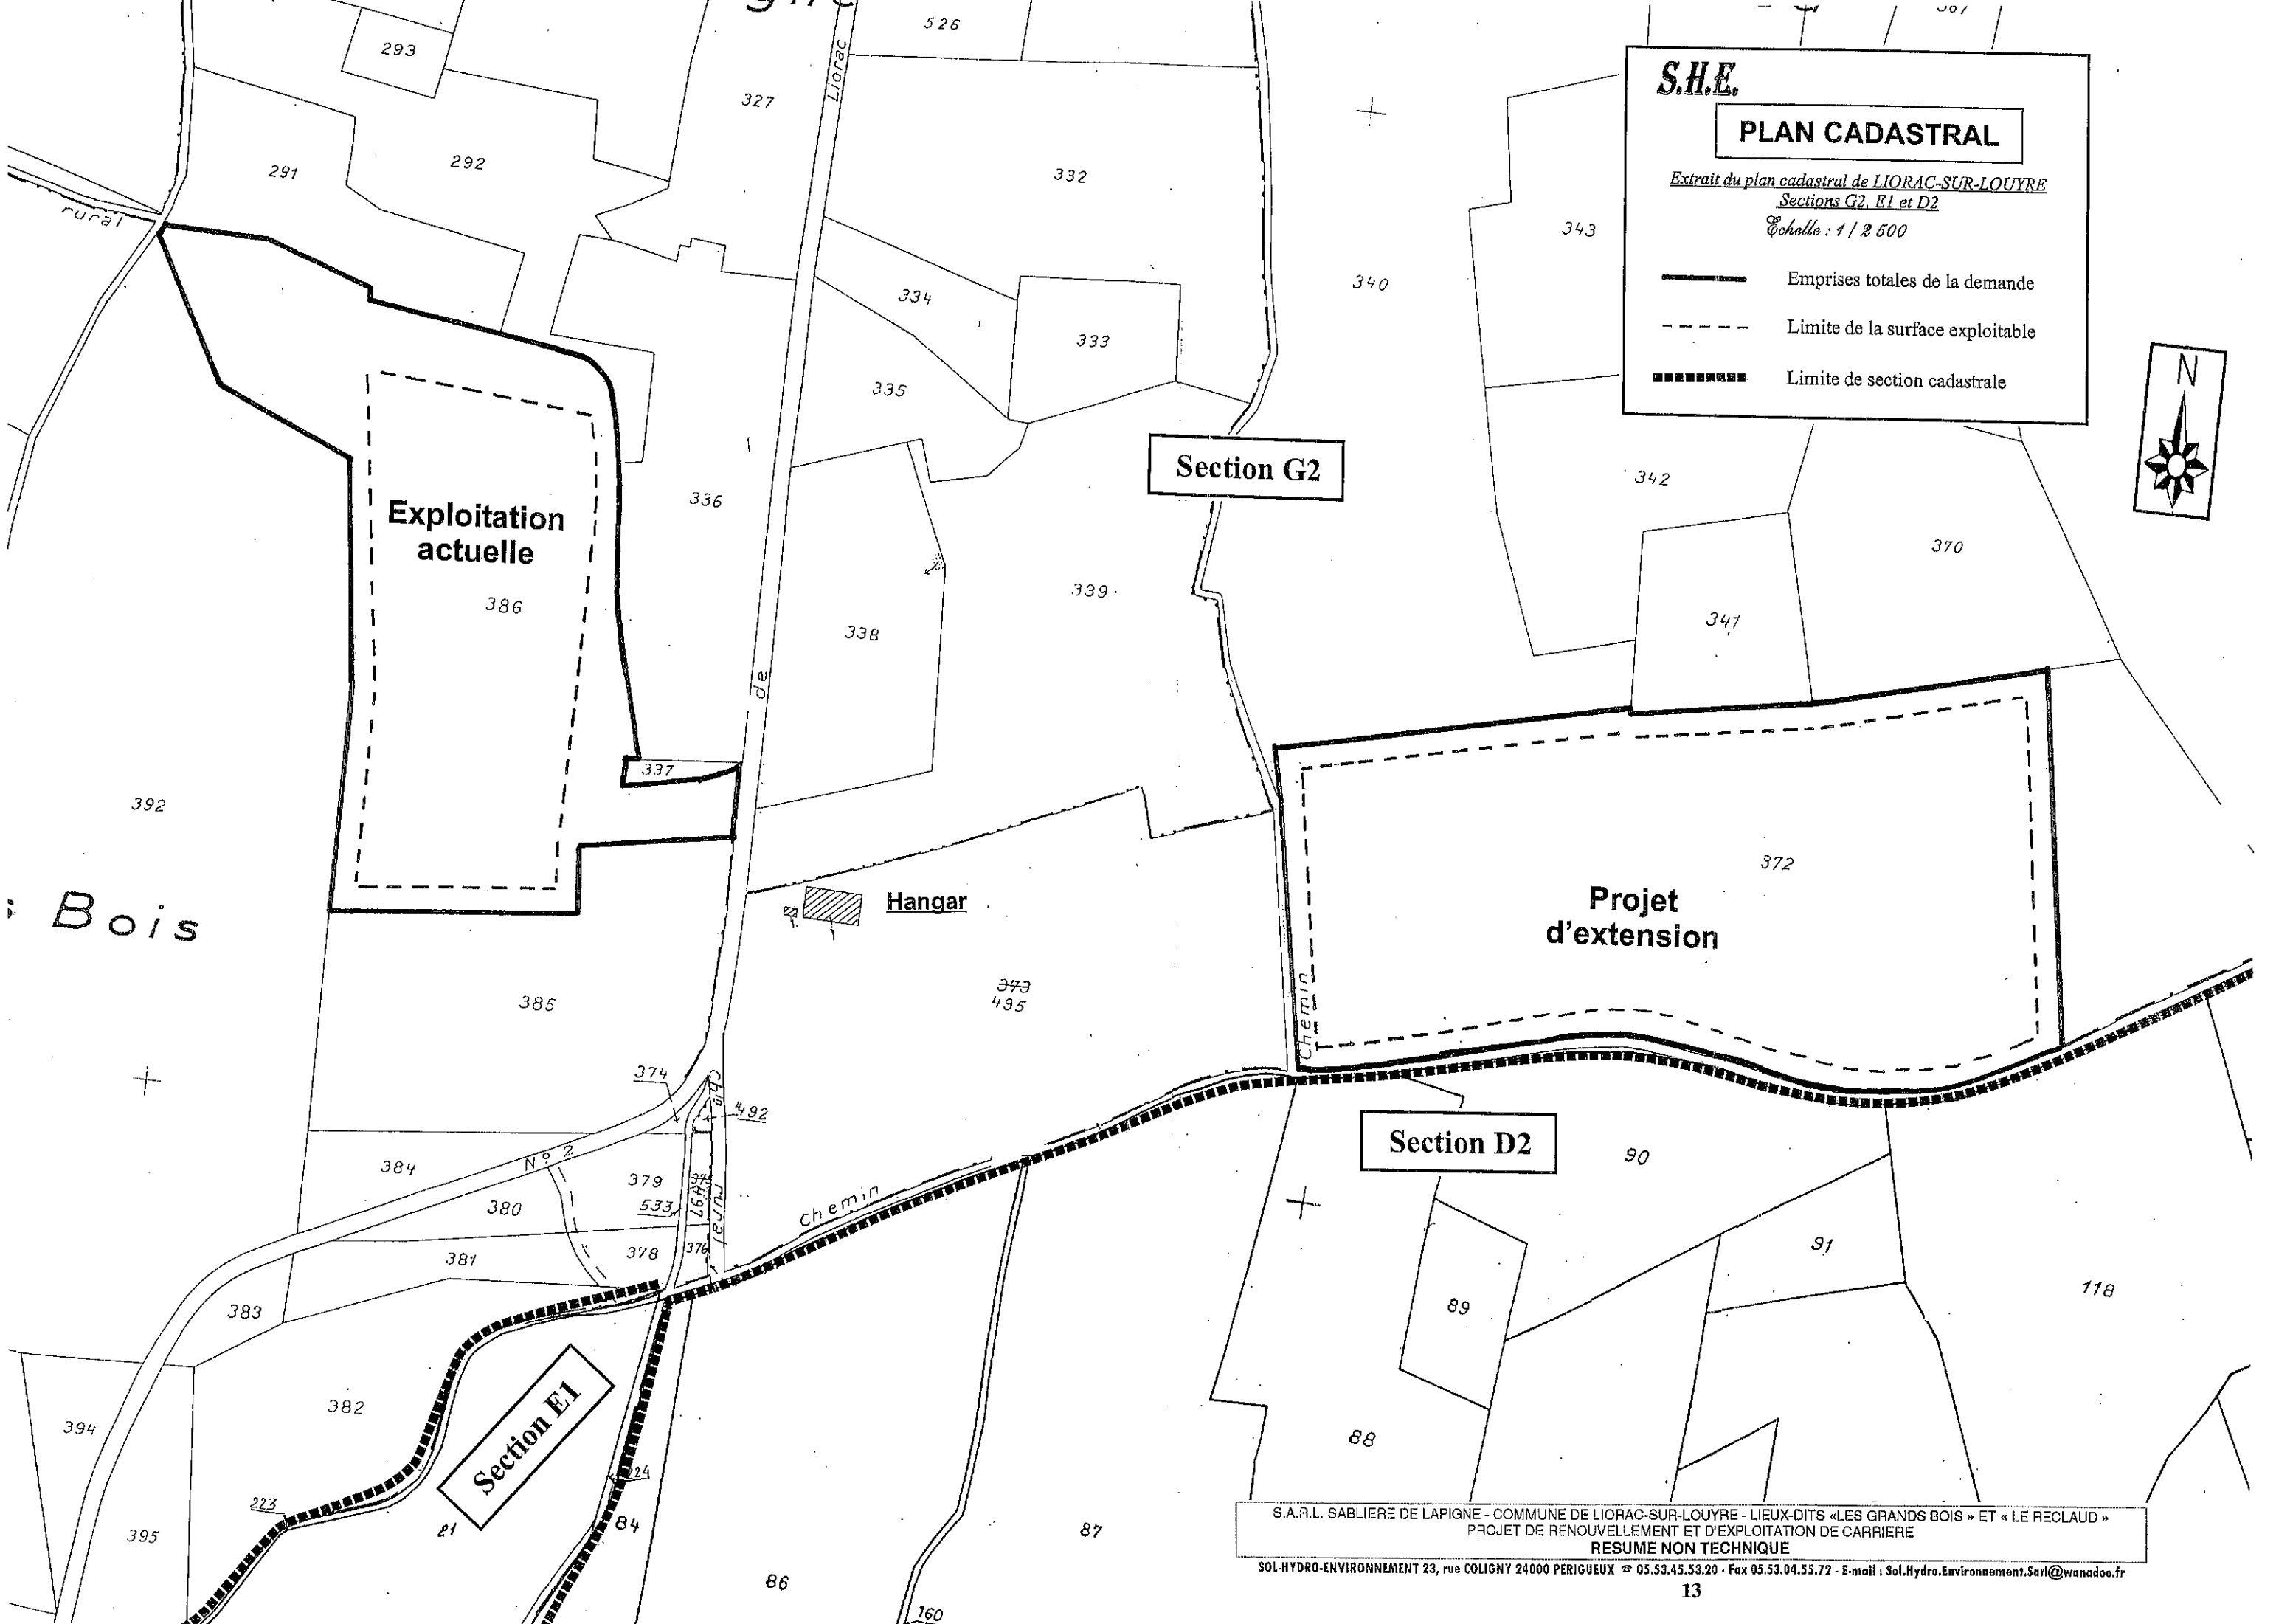 526
293
327
Liorac
291
292
332
rural
S.H.E.
PLAN CADASTRAL
Extrait du plan cadastral de LIORAC-SUR-LOUYRE
Sections G2, E1 et D2
Échelle : 1 / 2 500
Emprises totales de la demande
Limite de la surface exploitable
Limite de section cadastrale
N
343
340
334
333
335
Section G2
342
336
Exploitation
actuelle
386
370
339
338
341
de
337
392
372
Bois
Hangar
Projet
d'extension
385
373
495
Chemin
374
492
Section D2
90
N° 2
384
379
375
497
rural
533
380
Chemin
381
378
376
91
118
383
89
382
Section E1
394
88
224
223
395
21
84
87
86
160
S.A.R.L. SABLIERE DE LAPIGNE - COMMUNE DE LIORAC-SUR-LOUYRE - LIEUX-DITS «LES GRANDS BOIS » ET « LE RECLAUD »
PROJET DE RENOUVELLEMENT ET D'EXPLOITATION DE CARRIERE
RESUME NON TECHNIQUE
SOL-HYDRO-ENVIRONNEMENT 23, rue COLIGNY 24000 PERIGUEUX ☎ 05.53.45.53.20 - Fax 05.53.04.55.72 - E-mail : Sol.Hydro.Environnement.Sarl@wanadoo.fr
13